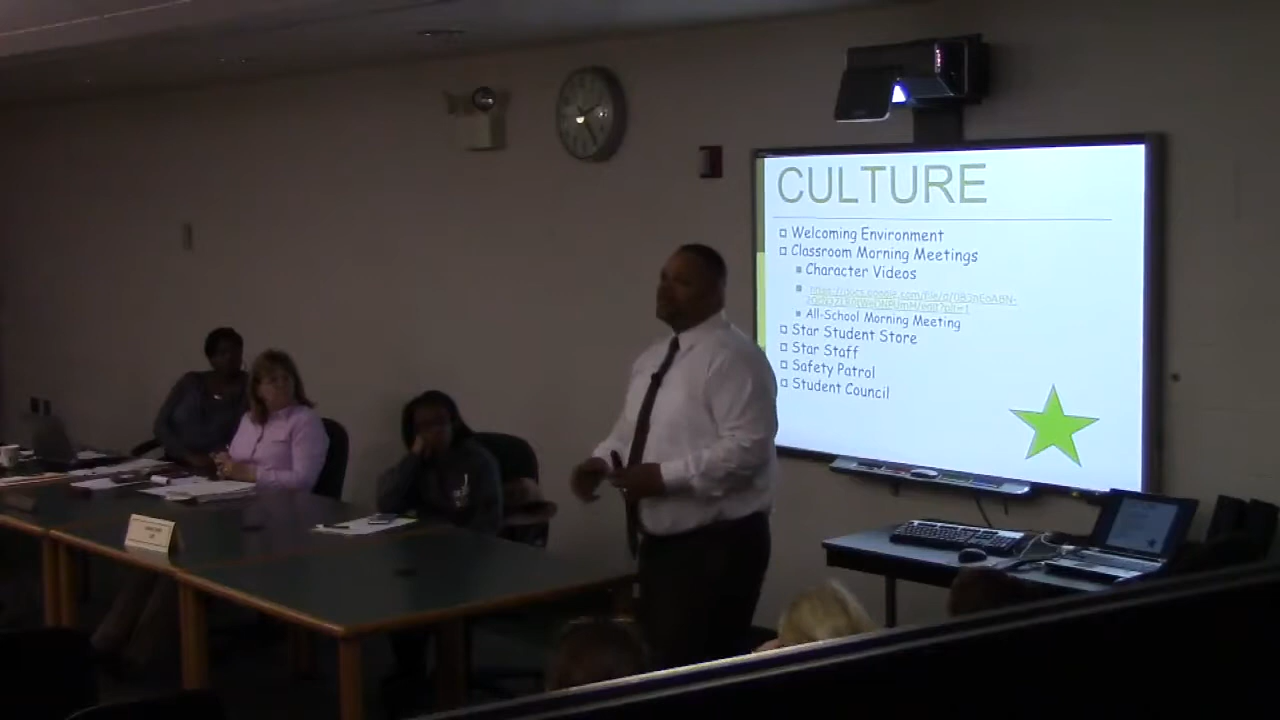 CULTURE
Welcoming Environment
Classroom Morning Meetings
Character Videos
All-School Morning Meeting
Star Student Store
Star Staff
Safety Patrol
Student Council